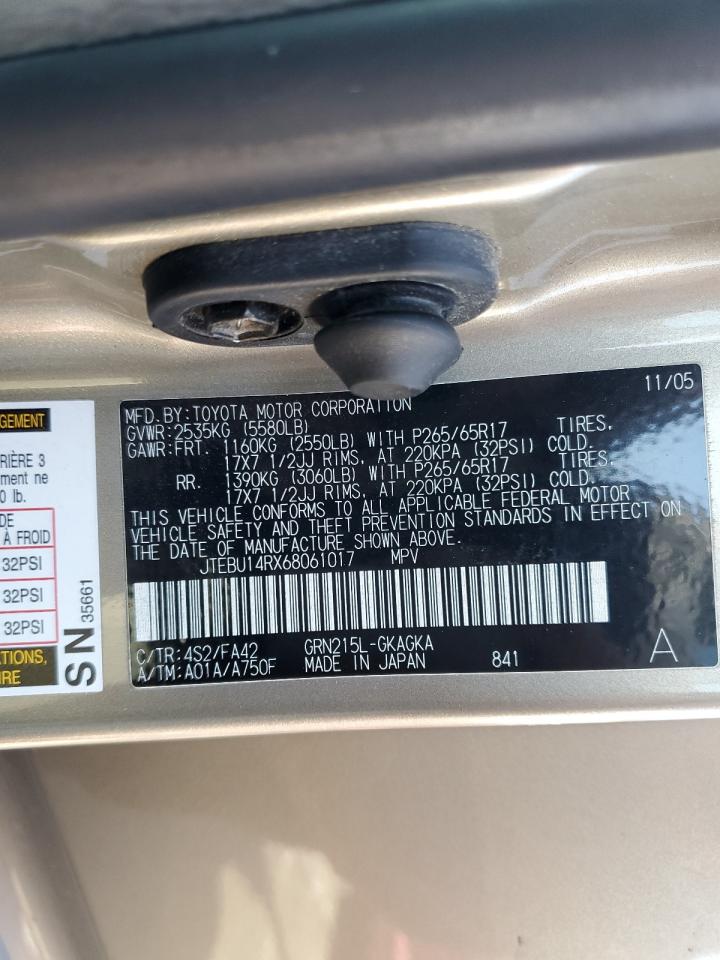 GEMENT
RIÈRE 3
ment ne
0 lb.
DE
À FROID
32PSI
32PSI
32PSI
TIONS,
IRE
SN 35661
11/05
MFD.BY:TOYOTA MOTOR CORPORATION
GVWR:2535KG (5580LB)
GAWR:FRT. 1160KG (2550LB) WITH P265/65R17 TIRES,
17X7 1/2JJ RIMS, AT 220KPA (32PSI) COLD.
RR. 1390KG (3060LB) WITH P265/65R17 TIRES,
17X7 1/2JJ RIMS, AT 220KPA (32PSI) COLD.
THIS VEHICLE CONFORMS TO ALL APPLICABLE FEDERAL MOTOR
VEHICLE SAFETY AND THEFT PREVENTION STANDARDS IN EFFECT ON
THE DATE OF MANUFACTURE SHOWN ABOVE.
JTEBU14RX68061017 MPV
C/TR:4S2/FA42 GRN215L-GKAGKA
A/TM:A01A/A750F MADE IN JAPAN 841 A